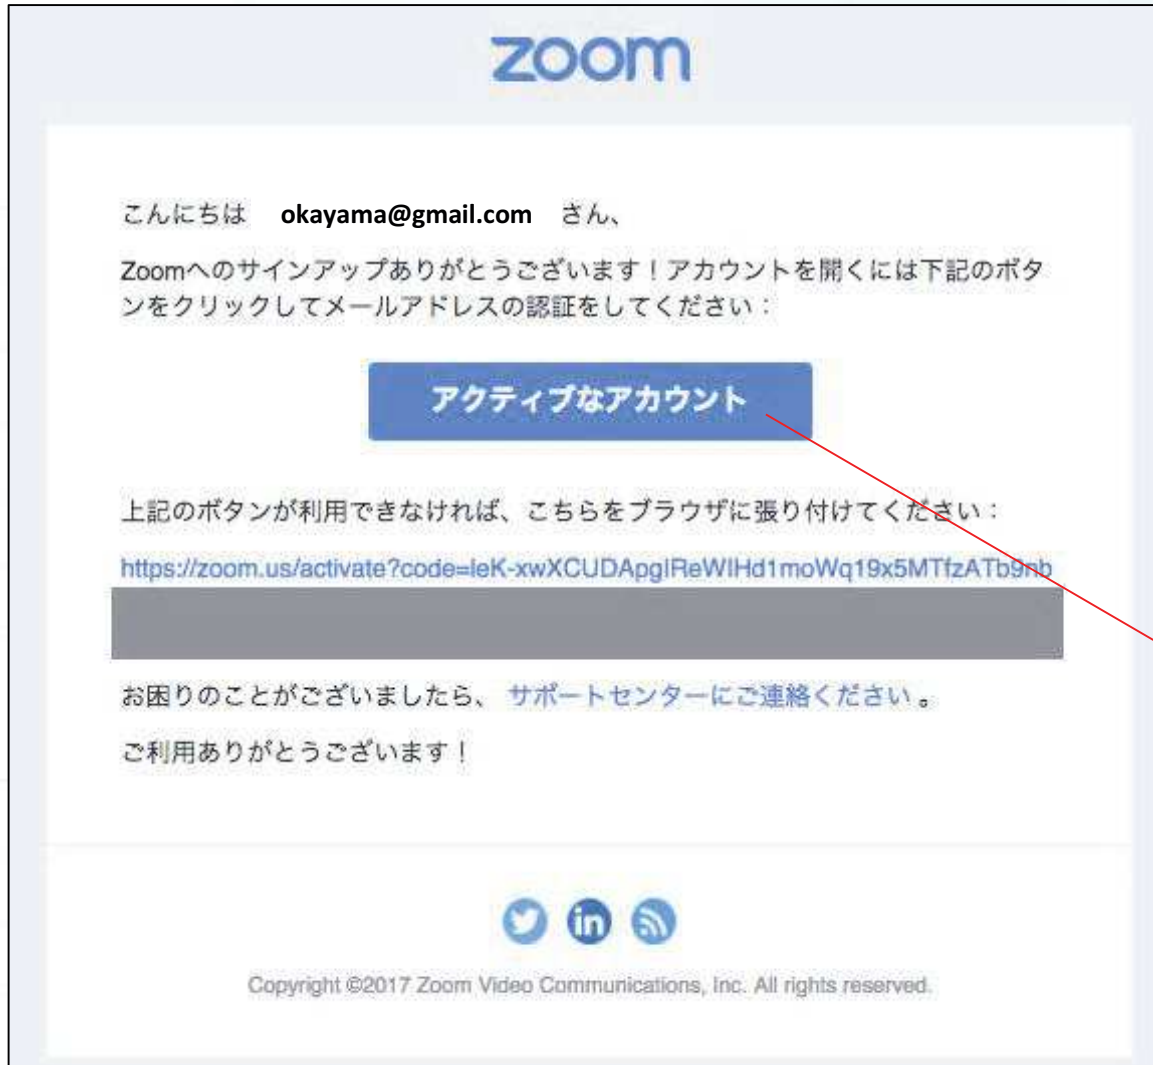 zoom
こんにちは okayama@gmail.com さん、
Zoomへのサインアップありがとうございます！アカウントを開くには下記のボタ
ンをクリックしてメールアドレスの認証をしてください：
アクティブなアカウント
上記のボタンが利用できなければ、こちらをブラウザに張り付けてください：
https://zoom.us/activate?code=leK-xwXCUDApgIReWIHd1moWq19x5MTfzATb9nb
お困りのことがございましたら、 サポートセンターにご連絡ください 。
ご利用ありがとうございます！
in
Copyright ©2017 Zoom Video Communications, Inc. All rights reserved.